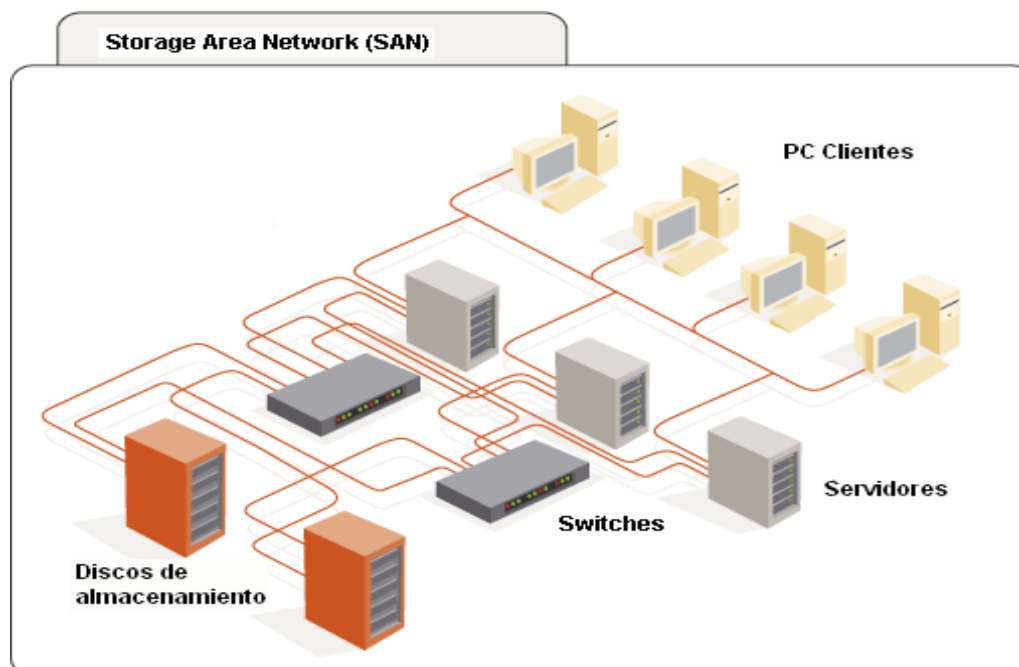 Storage Area Network (SAN)
PC Clientes
Servidores
Switches
Discos de
almacenamiento